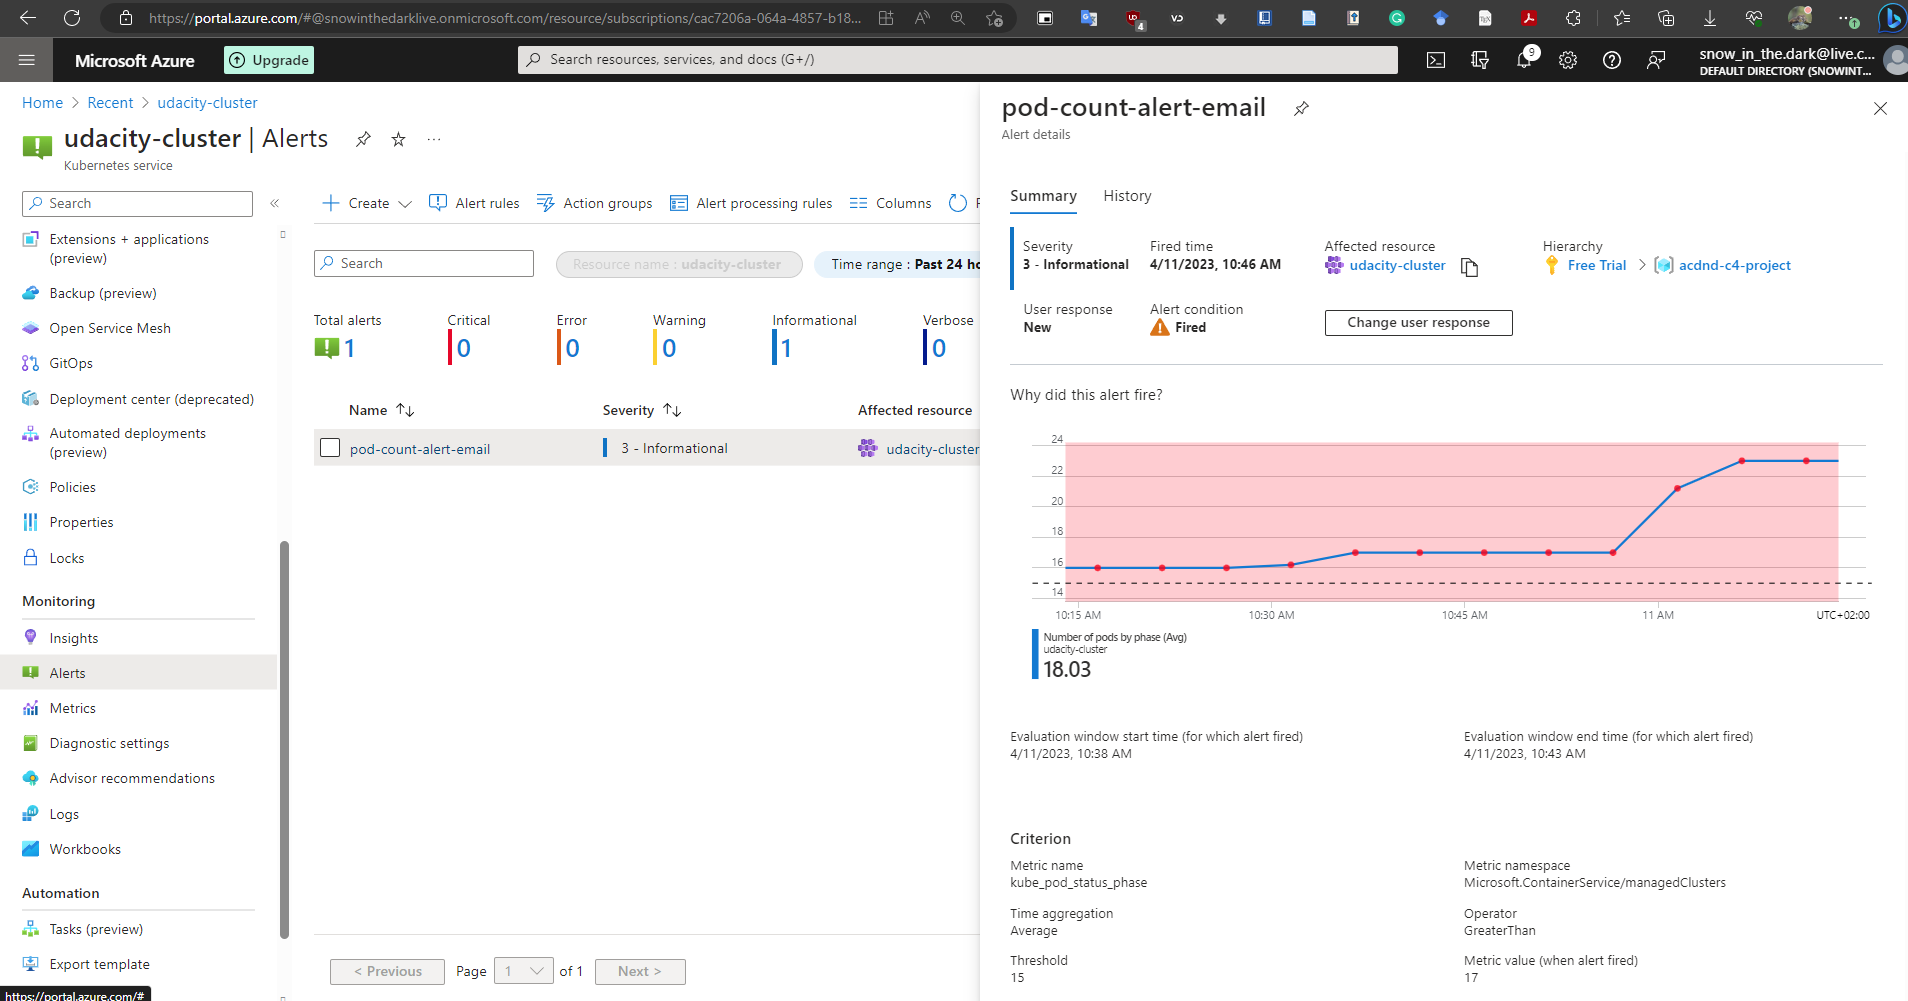 https://portal.azure.com/#@snowinthedarklive.onmicrosoft.com/resource/subscriptions/cac7206a-064a-4857-b18...
4
Microsoft Azure
Upgrade
Search resources, services, and docs (G+/)
9
snow_in_the_dark@live.c...
DEFAULT DIRECTORY (SNOWINT...
Home > Recent > udacity-cluster
udacity-cluster | Alerts
...
Kubernetes service
Search
«
Extensions + applications
(preview)
Backup (preview)
Open Service Mesh
GitOps
Deployment center (deprecated)
Automated deployments
(preview)
Policies
Properties
Locks
Monitoring
Insights
Alerts
Metrics
Diagnostic settings
Advisor recommendations
Logs
Workbooks
Automation
Tasks (preview)
Export template
https://portal.azure.com/#
Create
Alert rules
Action groups
Alert processing rules
Columns
Search
Resource name : udacity-cluster
Time range : Past 24 ho
Total alerts
1
Critical
0
Error
0
Warning
0
Informational
1
Verbose
0
Name
Severity
Affected resource
pod-count-alert-email
3 - Informational
udacity-cluster
< Previous
Page
1
of 1
Next >
pod-count-alert-email
Alert details
Summary
History
Severity
3 - Informational
Fired time
4/11/2023, 10:46 AM
Affected resource
udacity-cluster
Hierarchy
Free Trial > acdnd-c4-project
User response
New
Alert condition
Fired
Change user response
Why did this alert fire?
24
22
20
18
16
14
10:15 AM
10:30 AM
10:45 AM
11 AM
UTC+02:00
Number of pods by phase (Avg)
udacity-cluster
18.03
Evaluation window start time (for which alert fired)
4/11/2023, 10:38 AM
Evaluation window end time (for which alert fired)
4/11/2023, 10:43 AM
Criterion
Metric name
kube_pod_status_phase
Metric namespace
Microsoft.ContainerService/managedClusters
Time aggregation
Average
Operator
GreaterThan
Threshold
15
Metric value (when alert fired)
17